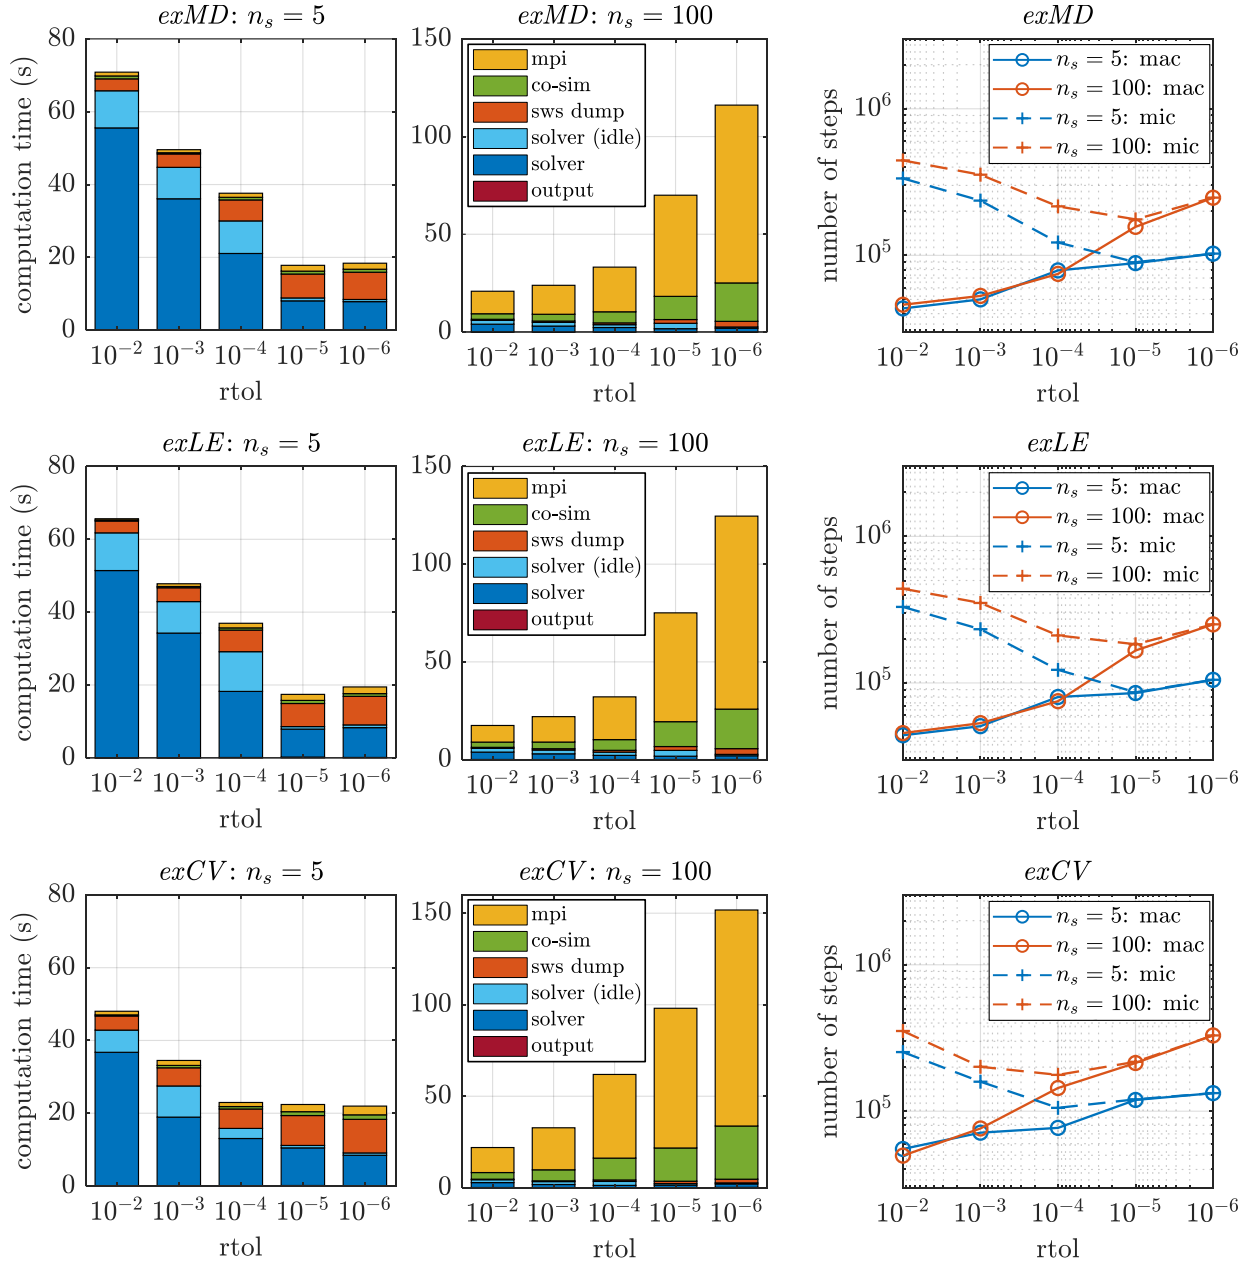 exMD: n_s = 5
exMD: n_s = 100
exMD
computation time (s)
80
60
40
20
0
10^−2 10^−3 10^−4 10^−5 10^−6
rtol
150
100
50
0
mpi
co-sim
sws dump
solver (idle)
solver
output
10^−2 10^−3 10^−4 10^−5 10^−6
rtol
number of steps
10^6
10^5
n_s = 5: mac
n_s = 100: mac
n_s = 5: mic
n_s = 100: mic
10^−2 10^−3 10^−4 10^−5 10^−6
rtol
exLE: n_s = 5
exLE: n_s = 100
exLE
computation time (s)
80
60
40
20
0
10^−2 10^−3 10^−4 10^−5 10^−6
rtol
150
100
50
0
mpi
co-sim
sws dump
solver (idle)
solver
output
10^−2 10^−3 10^−4 10^−5 10^−6
rtol
number of steps
10^6
10^5
n_s = 5: mac
n_s = 100: mac
n_s = 5: mic
n_s = 100: mic
10^−2 10^−3 10^−4 10^−5 10^−6
rtol
exCV: n_s = 5
exCV: n_s = 100
exCV
computation time (s)
80
60
40
20
0
10^−2 10^−3 10^−4 10^−5 10^−6
rtol
150
100
50
0
mpi
co-sim
sws dump
solver (idle)
solver
output
10^−2 10^−3 10^−4 10^−5 10^−6
rtol
number of steps
10^6
10^5
n_s = 5: mac
n_s = 100: mac
n_s = 5: mic
n_s = 100: mic
10^−2 10^−3 10^−4 10^−5 10^−6
rtol